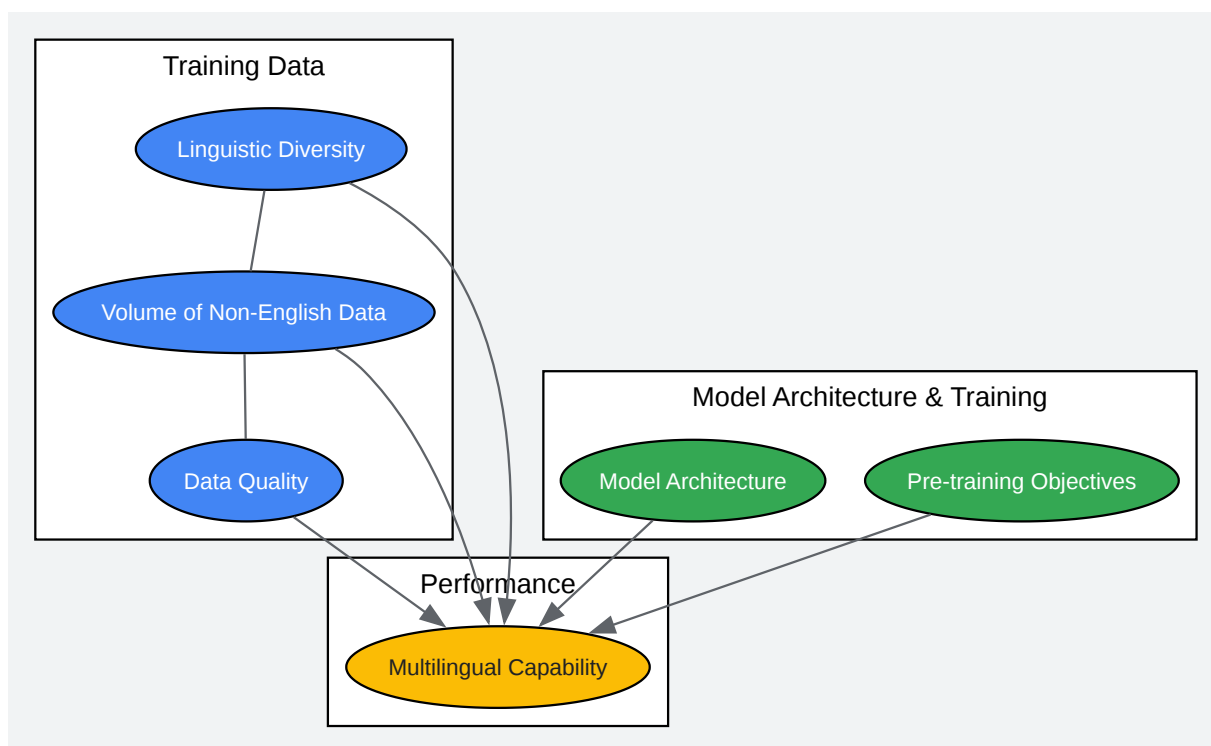 Training Data
Linguistic Diversity
Volume of Non-English Data
Data Quality
Model Architecture & Training
Model Architecture
Pre-training Objectives
Performance
Multilingual Capability